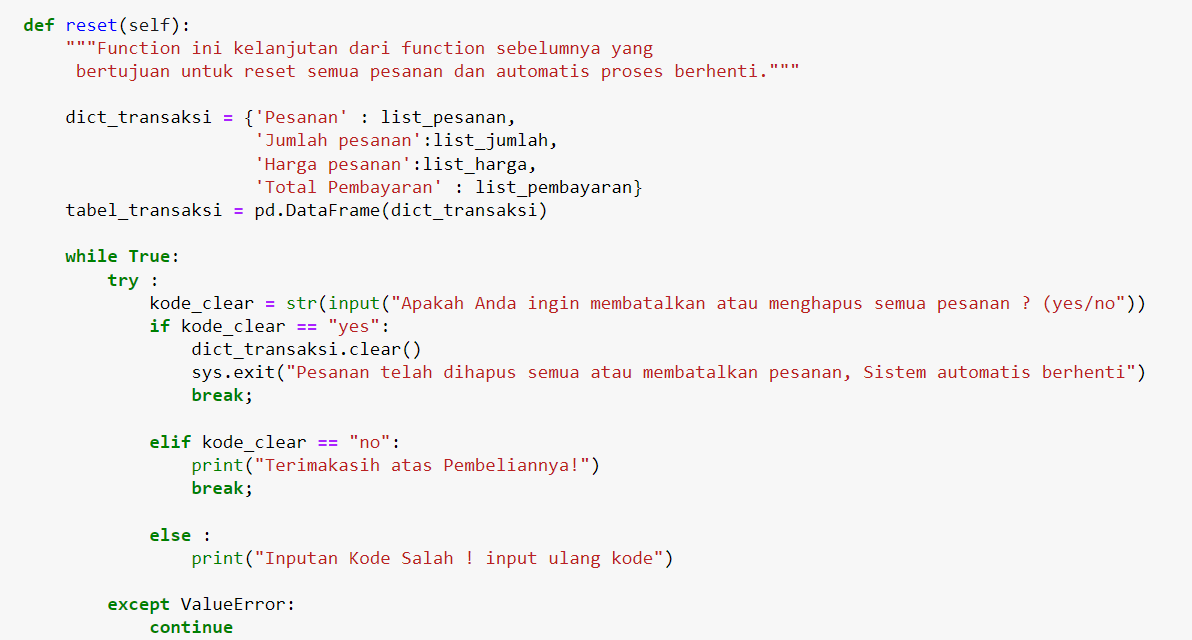 def reset(self):
    """Function ini kelanjutan dari function sebelumnya yang
     bertujuan untuk reset semua pesanan dan automatis proses berhenti."""

    dict_transaksi = {'Pesanan' : list_pesanan,
                      'Jumlah pesanan':list_jumlah,
                      'Harga pesanan':list_harga,
                      'Total Pembayaran' : list_pembayaran}
    tabel_transaksi = pd.DataFrame(dict_transaksi)

    while True:
        try :
            kode_clear = str(input("Apakah Anda ingin membatalkan atau menghapus semua pesanan ? (yes/no"))
            if kode_clear == "yes":
                dict_transaksi.clear()
                sys.exit("Pesanan telah dihapus semua atau membatalkan pesanan, Sistem automatis berhenti")
                break;

            elif kode_clear == "no":
                print("Terimakasih atas Pembeliannya!")
                break;

            else :
                print("Inputan Kode Salah ! input ulang kode")

        except ValueError:
            continue